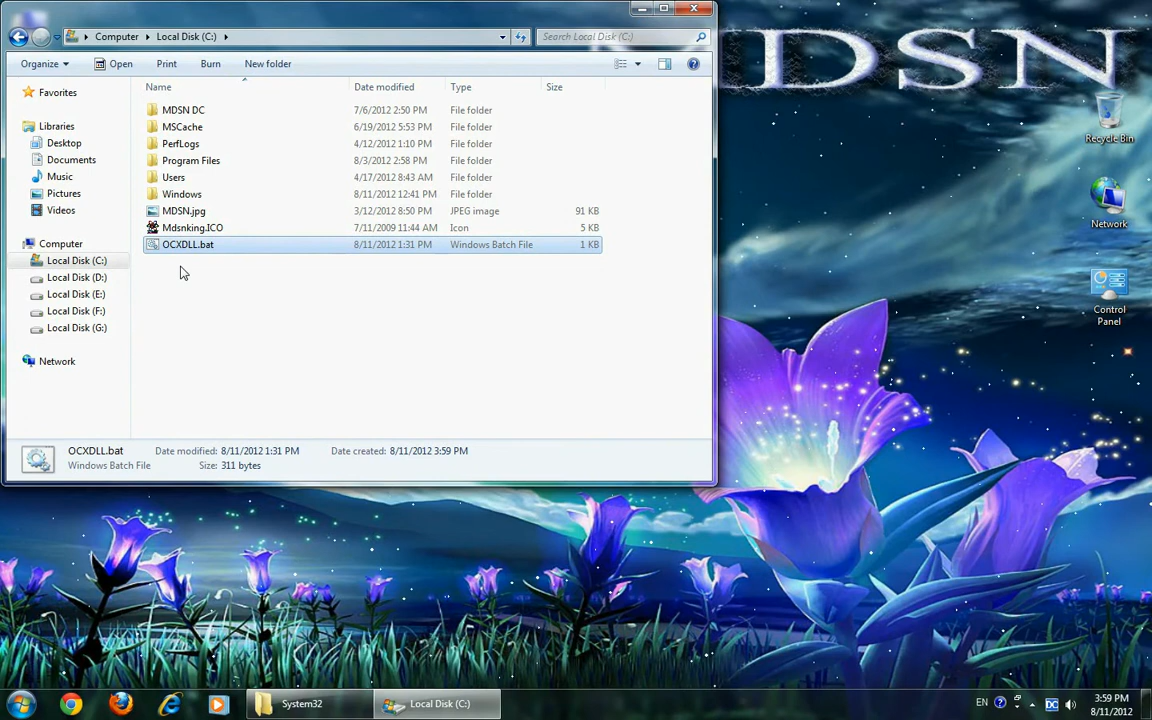 Computer
Local Disk (C:)
Search Local Disk (C:)
Organize
Open
Print
Burn
New folder
Name
Date modified
Type
Size
Favorites
Libraries
Desktop
Documents
Music
Pictures
Videos
Computer
Local Disk (C:)
Local Disk (D:)
Local Disk (E:)
Local Disk (F:)
Local Disk (G:)
Network
MDSN DC 7/6/2012 2:50 PM File folder
MSCache 6/19/2012 5:53 PM File folder
PerfLogs 4/12/2012 1:10 PM File folder
Program Files 8/3/2012 2:58 PM File folder
Users 4/17/2012 8:43 AM File folder
Windows 8/11/2012 12:41 PM File folder
MDSN.jpg 3/12/2012 8:50 PM JPEG image 91 KB
Mdsnking.ICO 7/11/2009 11:44 AM Icon 5 KB
OCXDLL.bat 8/11/2012 1:31 PM Windows Batch File 1 KB
OCXDLL.bat Date modified: 8/11/2012 1:31 PM Date created: 8/11/2012 3:59 PM
Windows Batch File Size: 311 bytes
DSN
Recycle Bin
Network
Control
Panel
System32
Local Disk (C:)
EN
DC
3:59 PM
8/11/2012